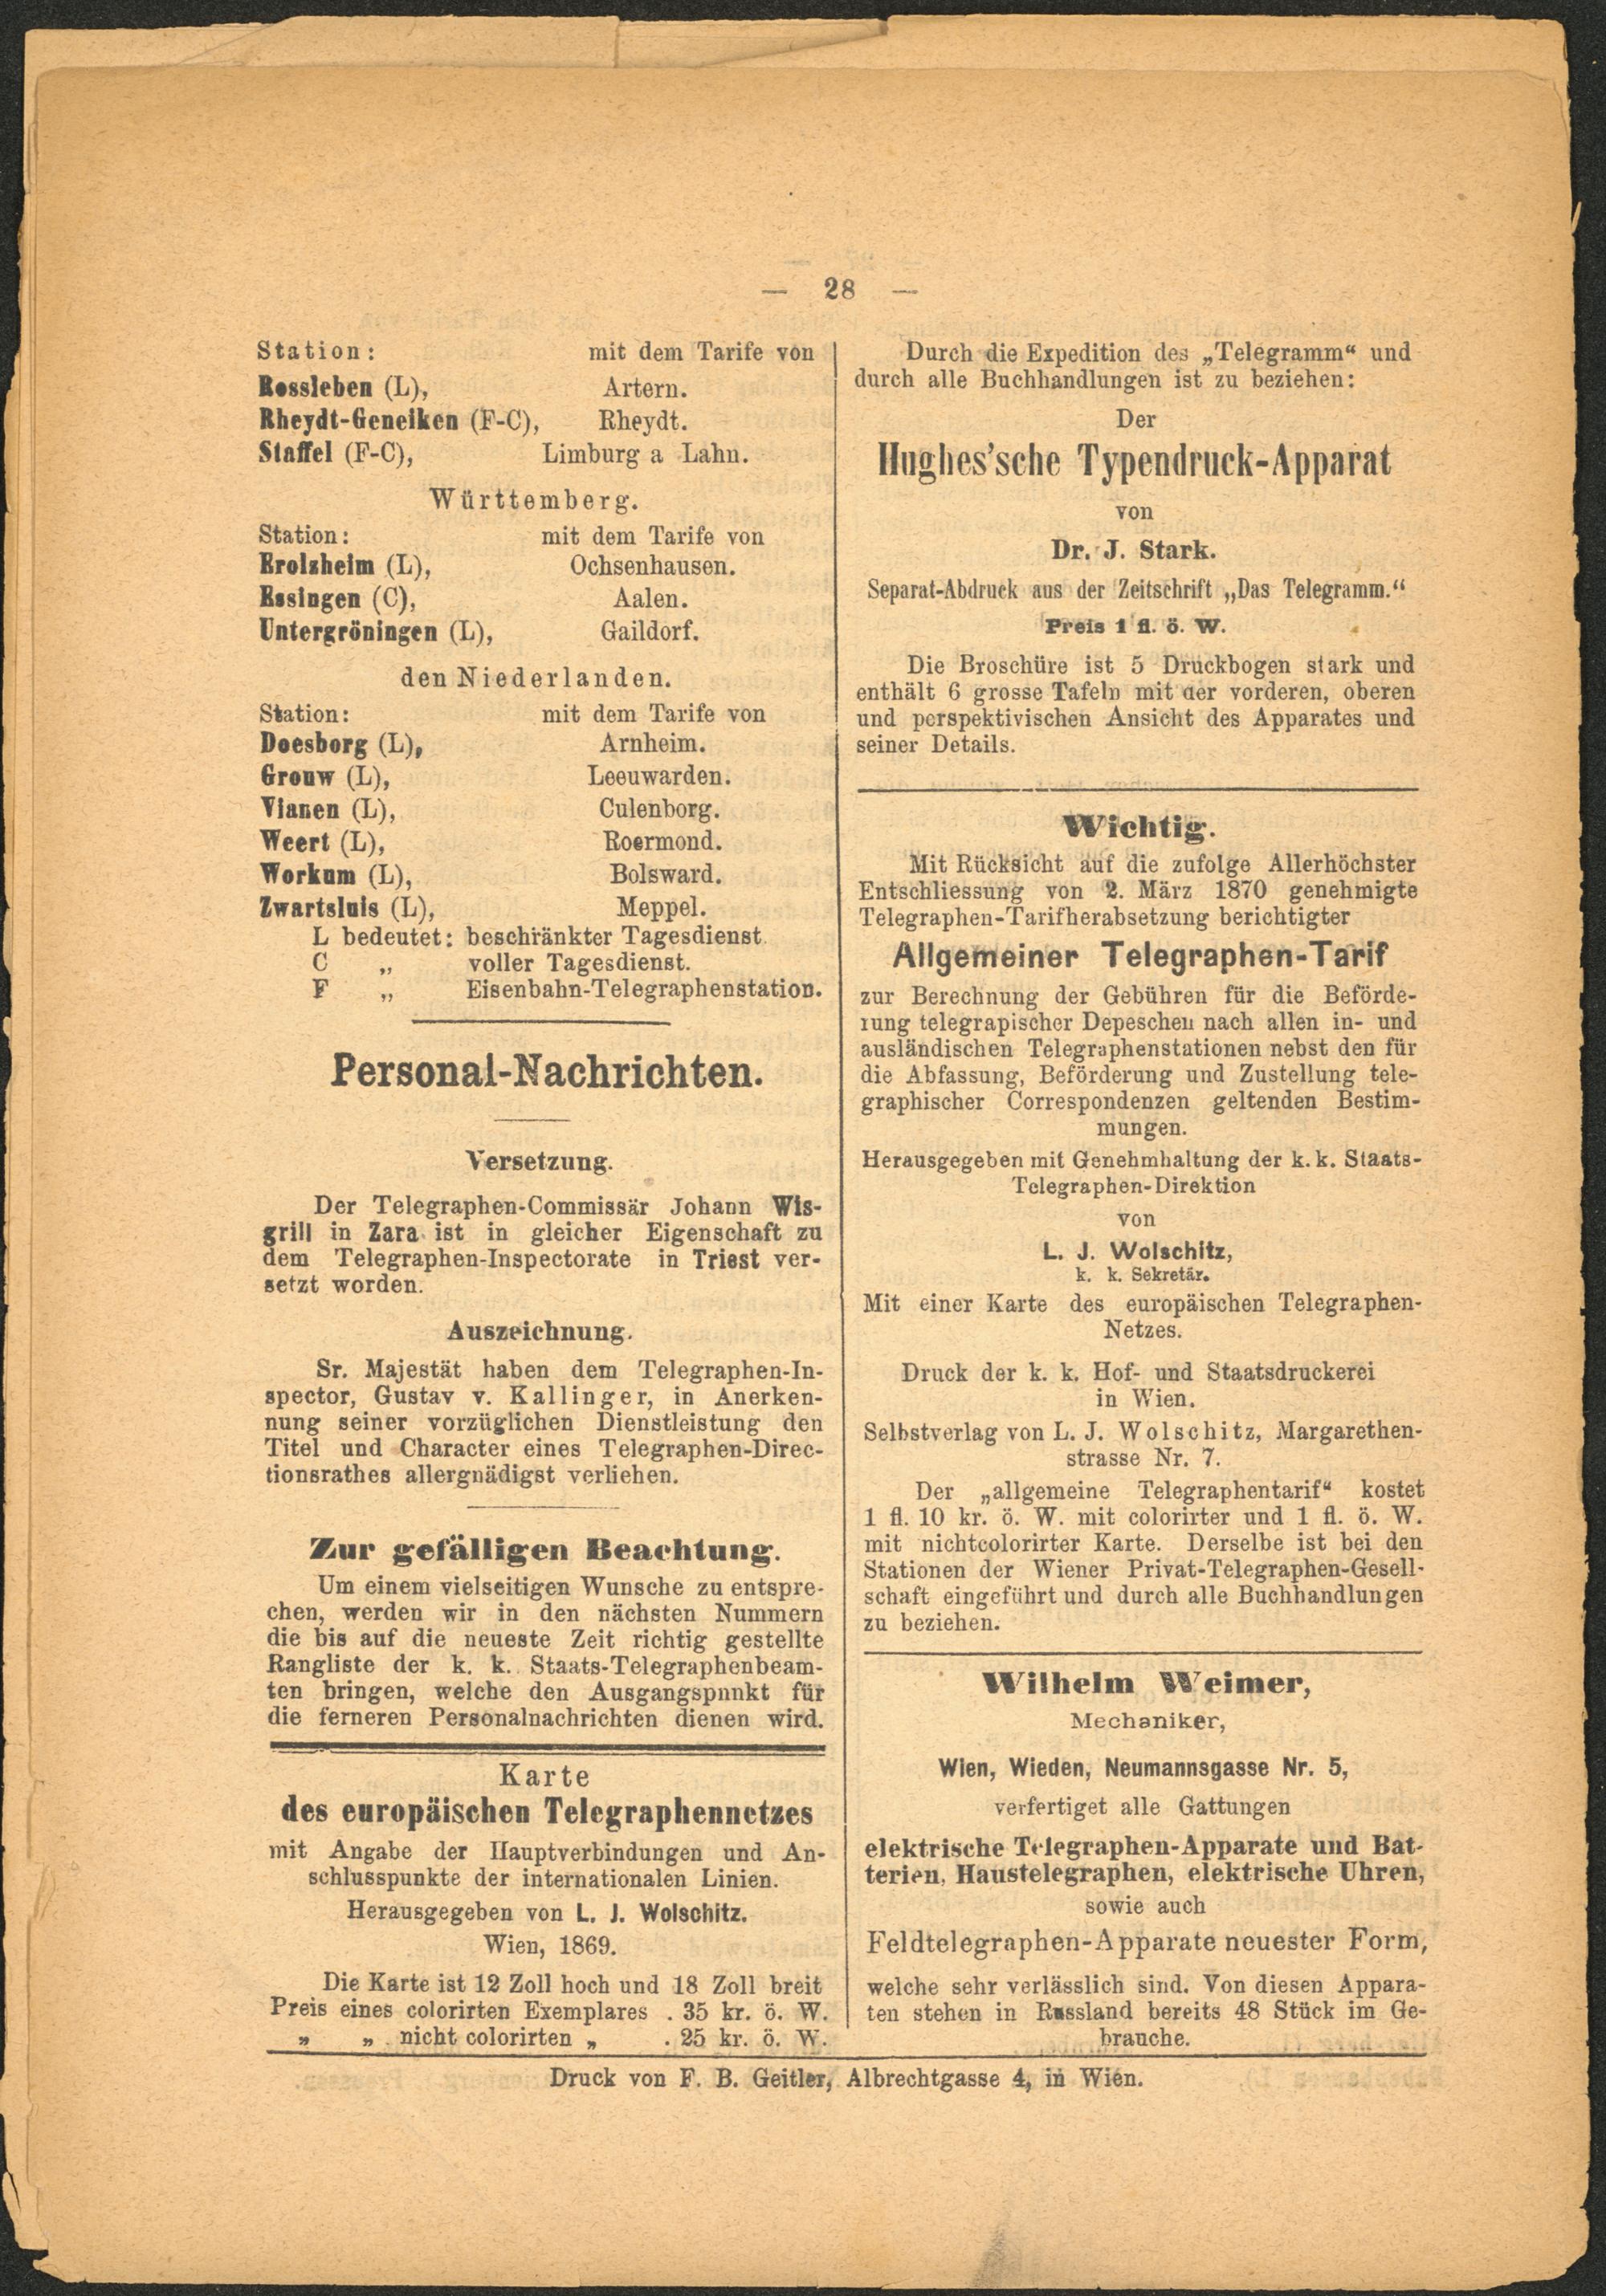 — 28 —
Station: mit dem Tarife von
Rossleben (L), Artern.
Rheydt-Geneiken (F-C), Rheydt.
Staffel (F-C), Limburg a Lahn.
Württemberg.
Station: mit dem Tarife von
Erolzheim (L), Ochsenhausen.
Essingen (C), Aalen.
Untergröningen (L), Gaildorf.
den Niederlanden.
Station: mit dem Tarife von
Doesborg (L), Arnheim.
Grouw (L), Leeuwarden.
Vianen (L), Culenborg.
Weert (L), Roermond.
Workum (L), Bolsward.
Zwartsluis (L), Meppel.
L bedeutet: beschränkter Tagesdienst.
C „ voller Tagesdienst.
F „ Eisenbahn-Telegraphenstation.
Personal-Nachrichten.
Versetzung.
Der Telegraphen-Commissär Johann Wis-
grill in Zara ist in gleicher Eigenschaft zu
dem Telegraphen-Inspectorate in Triest ver-
setzt worden.
Auszeichnung.
Sr. Majestät haben dem Telegraphen-In-
spector, Gustav v. Kallinger, in Anerken-
nung seiner vorzüglichen Dienstleistung den
Titel und Character eines Telegraphen-Direc-
tionsrathes allergnädigst verliehen.
Zur gefälligen Beachtung.
Um einem vielseitigen Wunsche zu entspre-
chen, werden wir in den nächsten Nummern
die bis auf die neueste Zeit richtig gestellte
Rangliste der k. k. Staats-Telegraphenbeam-
ten bringen, welche den Ausgangspnnkt für
die ferneren Personalnachrichten dienen wird.
Karte
des europäischen Telegraphennetzes
mit Angabe der Hauptverbindungen und An-
schlusspunkte der internationalen Linien.
Herausgegeben von L. J. Wolschitz.
Wien, 1869.
Die Karte ist 12 Zoll hoch und 18 Zoll breit
Preis eines colorirten Exemplares . 35 kr. ö. W.
„ „ nicht colorirten „ . 25 kr. ö. W.
Durch die Expedition des „Telegramm“ und
durch alle Buchhandlungen ist zu beziehen:
Der
Hughes'sche Typendruck-Apparat
von
Dr. J. Stark.
Separat-Abdruck aus der Zeitschrift „Das Telegramm.“
Preis 1 fl. ö. W.
Die Broschüre ist 5 Druckbogen stark und
enthält 6 grosse Tafeln mit der vorderen, oberen
und perspektivischen Ansicht des Apparates und
seiner Details.
Wichtig.
Mit Rücksicht auf die zufolge Allerhöchster
Entschliessung von 2. März 1870 genehmigte
Telegraphen-Tarifherabsetzung berichtigter
Allgemeiner Telegraphen-Tarif
zur Berechnung der Gebühren für die Beförde-
rung telegrapischer Depeschen nach allen in- und
ausländischen Telegraphenstationen nebst den für
die Abfassung, Beförderung und Zustellung tele-
graphischer Correspondenzen geltenden Bestim-
mungen.
Herausgegeben mit Genehmhaltung der k. k. Staats-
Telegraphen-Direktion
von
L. J. Wolschitz,
k. k. Sekretär.
Mit einer Karte des europäischen Telegraphen-
Netzes.
Druck der k. k. Hof- und Staatsdruckerei
in Wien.
Selbstverlag von L. J. Wolschitz, Margarethen-
strasse Nr. 7.
Der „allgemeine Telegraphentarif“ kostet
1 fl. 10 kr. ö. W. mit colorirter und 1 fl. ö. W.
mit nichtcolorirter Karte. Derselbe ist bei den
Stationen der Wiener Privat-Telegraphen-Gesell-
schaft eingeführt und durch alle Buchhandlungen
zu beziehen.
Wilhelm Weimer,
Mechaniker,
Wien, Wieden, Neumannsgasse Nr. 5,
verfertiget alle Gattungen
elektrische Telegraphen-Apparate und Bat-
terien, Haustelegraphen, elektrische Uhren,
sowie auch
Feldtelegraphen-Apparate neuester Form,
welche sehr verlässlich sind. Von diesen Appara-
ten stehen in Russland bereits 48 Stück im Ge-
brauche.
Druck von F. B. Geitler, Albrechtgasse 4, in Wien.